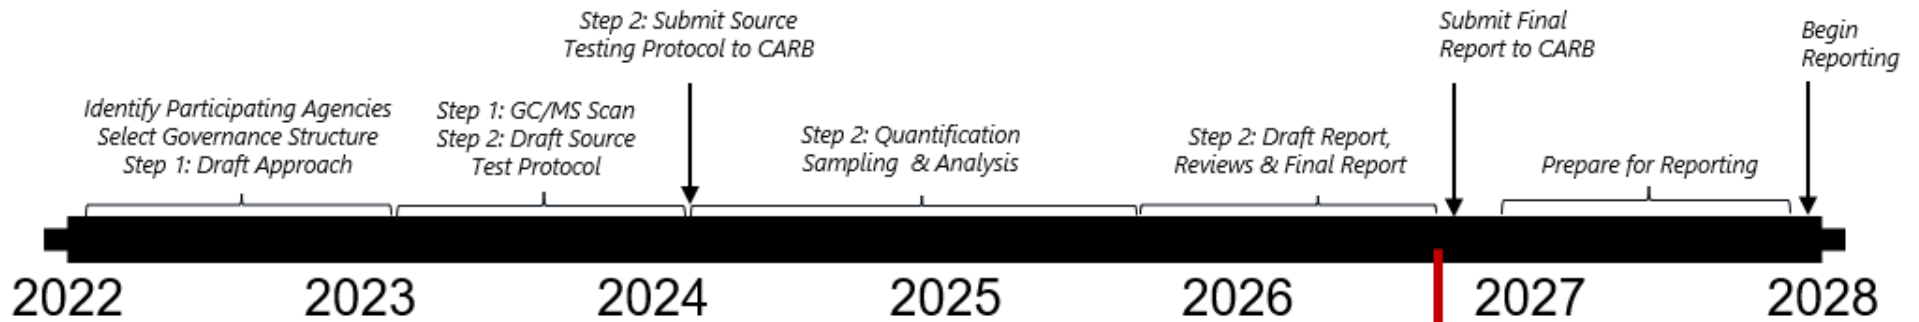 Identify Participating Agencies
Select Governance Structure
Step 1: Draft Approach
Step 1: GC/MS Scan
Step 2: Draft Source
Test Protocol
Step 2: Submit Source
Testing Protocol to CARB
Step 2: Quantification
Sampling & Analysis
Step 2: Draft Report,
Reviews & Final Report
Submit Final
Report to CARB
Prepare for Reporting
Begin
Reporting
2022 2023 2024 2025 2026 2027 2028